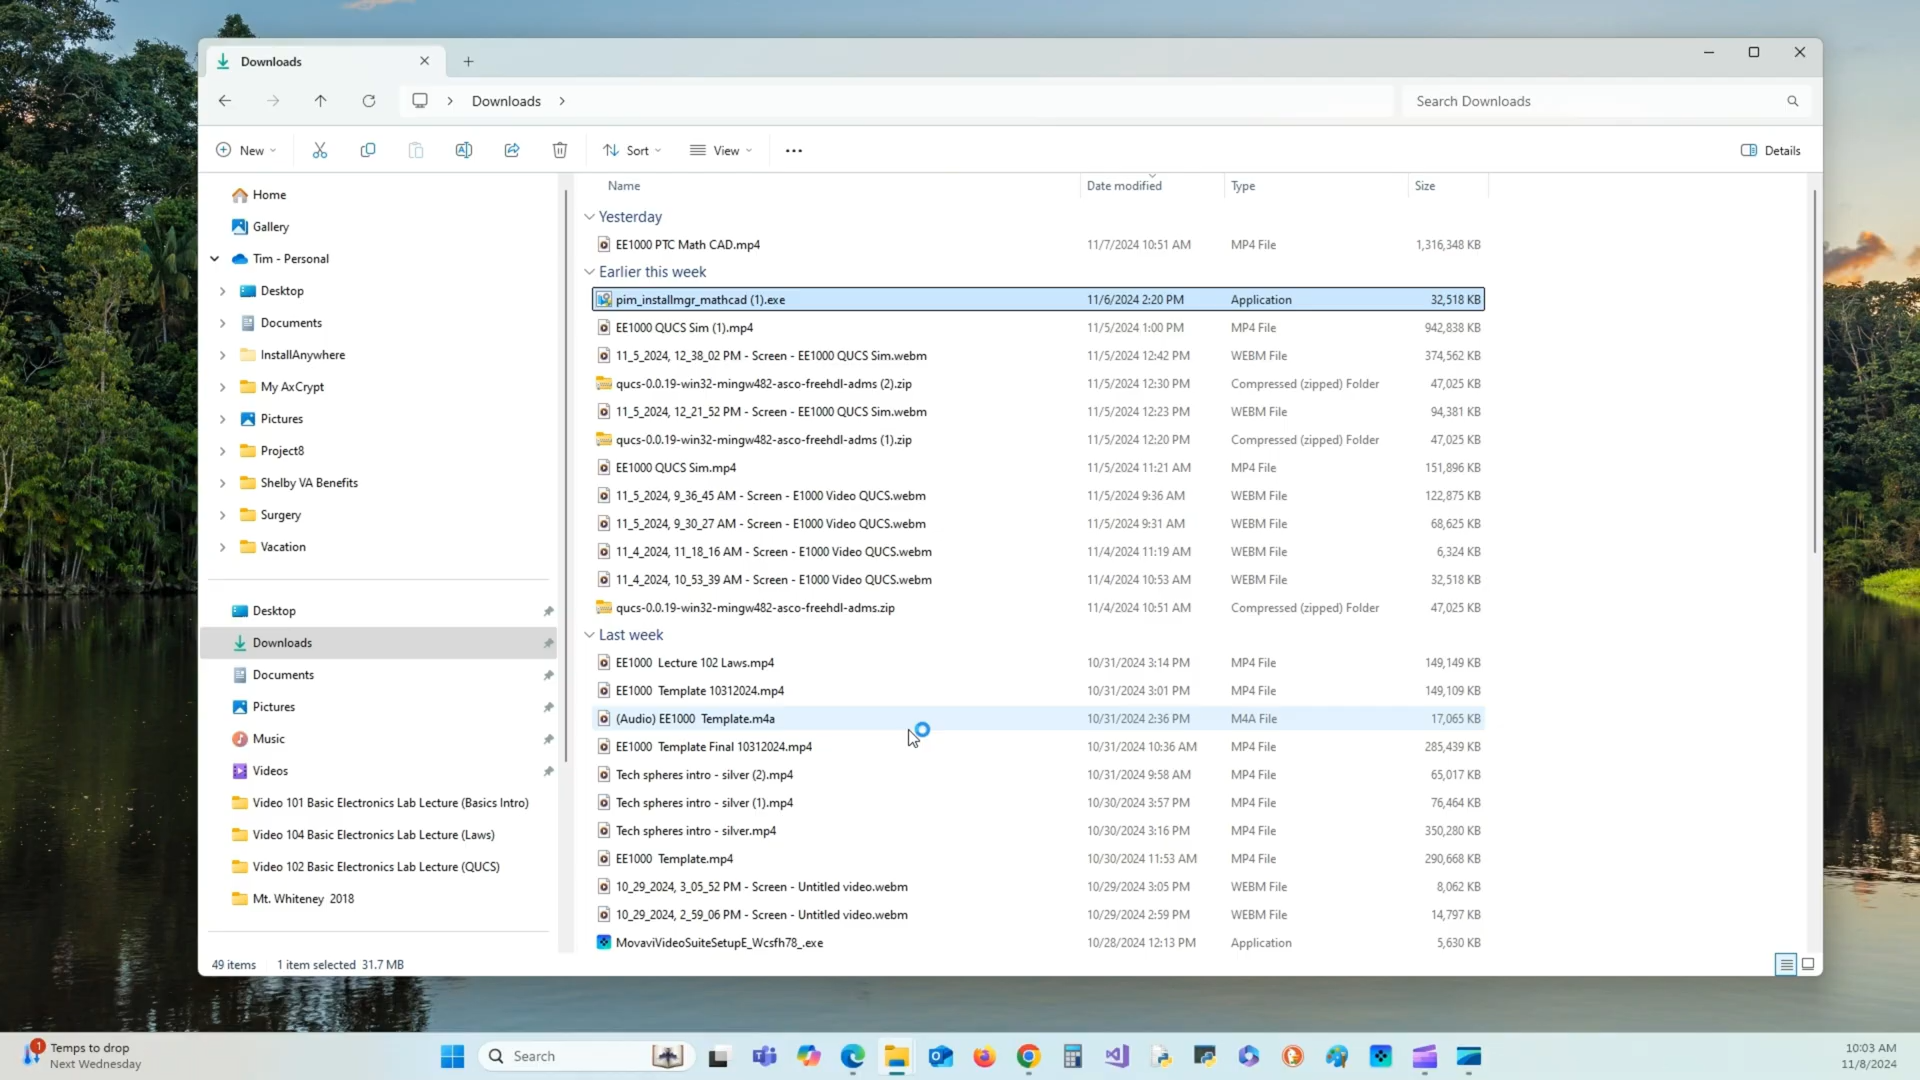 Downloads
Downloads
Search Downloads
New
Sort
View
Details
Home
Gallery
Tim - Personal
Desktop
Documents
InstallAnywhere
My AxCrypt
Pictures
Project8
Shelby VA Benefits
Surgery
Vacation
Desktop
Downloads
Documents
Pictures
Music
Videos
Video 101 Basic Electronics Lab Lecture (Basics Intro)
Video 104 Basic Electronics Lab Lecture (Laws)
Video 102 Basic Electronics Lab Lecture (QUCS)
Mt. Whiteney 2018
Name Date modified Type Size
Yesterday
EE1000 PTC Math CAD.mp4 11/7/2024 10:51 AM MP4 File 1,316,348 KB
Earlier this week
pim_installmgr_mathcad (1).exe 11/6/2024 2:20 PM Application 32,518 KB
EE1000 QUCS Sim (1).mp4 11/5/2024 1:00 PM MP4 File 942,838 KB
11_5_2024, 12_38_02 PM - Screen - EE1000 QUCS Sim.webm 11/5/2024 12:42 PM WEBM File 374,562 KB
qucs-0.0.19-win32-mingw482-asco-freehdl-adms (2).zip 11/5/2024 12:30 PM Compressed (zipped) Folder 47,025 KB
11_5_2024, 12_21_52 PM - Screen - EE1000 QUCS Sim.webm 11/5/2024 12:23 PM WEBM File 94,381 KB
qucs-0.0.19-win32-mingw482-asco-freehdl-adms (1).zip 11/5/2024 12:20 PM Compressed (zipped) Folder 47,025 KB
EE1000 QUCS Sim.mp4 11/5/2024 11:21 AM MP4 File 151,896 KB
11_5_2024, 9_36_45 AM - Screen - E1000 Video QUCS.webm 11/5/2024 9:36 AM WEBM File 122,875 KB
11_5_2024, 9_30_27 AM - Screen - E1000 Video QUCS.webm 11/5/2024 9:31 AM WEBM File 68,625 KB
11_4_2024, 11_18_16 AM - Screen - E1000 Video QUCS.webm 11/4/2024 11:19 AM WEBM File 6,324 KB
11_4_2024, 10_53_39 AM - Screen - E1000 Video QUCS.webm 11/4/2024 10:53 AM WEBM File 32,518 KB
qucs-0.0.19-win32-mingw482-asco-freehdl-adms.zip 11/4/2024 10:51 AM Compressed (zipped) Folder 47,025 KB
Last week
EE1000 Lecture 102 Laws.mp4 10/31/2024 3:14 PM MP4 File 149,149 KB
EE1000 Template 10312024.mp4 10/31/2024 3:01 PM MP4 File 149,109 KB
(Audio) EE1000 Template.m4a 10/31/2024 2:36 PM M4A File 17,065 KB
EE1000 Template Final 10312024.mp4 10/31/2024 10:36 AM MP4 File 285,439 KB
Tech spheres intro - silver (2).mp4 10/31/2024 9:58 AM MP4 File 65,017 KB
Tech spheres intro - silver (1).mp4 10/30/2024 3:57 PM MP4 File 76,464 KB
Tech spheres intro - silver.mp4 10/30/2024 3:16 PM MP4 File 350,280 KB
EE1000 Template.mp4 10/30/2024 11:53 AM MP4 File 290,668 KB
10_29_2024, 3_05_52 PM - Screen - Untitled video.webm 10/29/2024 3:05 PM WEBM File 8,062 KB
10_29_2024, 2_59_06 PM - Screen - Untitled video.webm 10/29/2024 2:59 PM WEBM File 14,797 KB
MovaviVideoSuiteSetupE_Wcsfh78_.exe 10/28/2024 12:13 PM Application 5,630 KB
49 items 1 item selected 31.7 MB
1
Temps to drop
Next Wednesday
Search
10:03 AM
11/8/2024